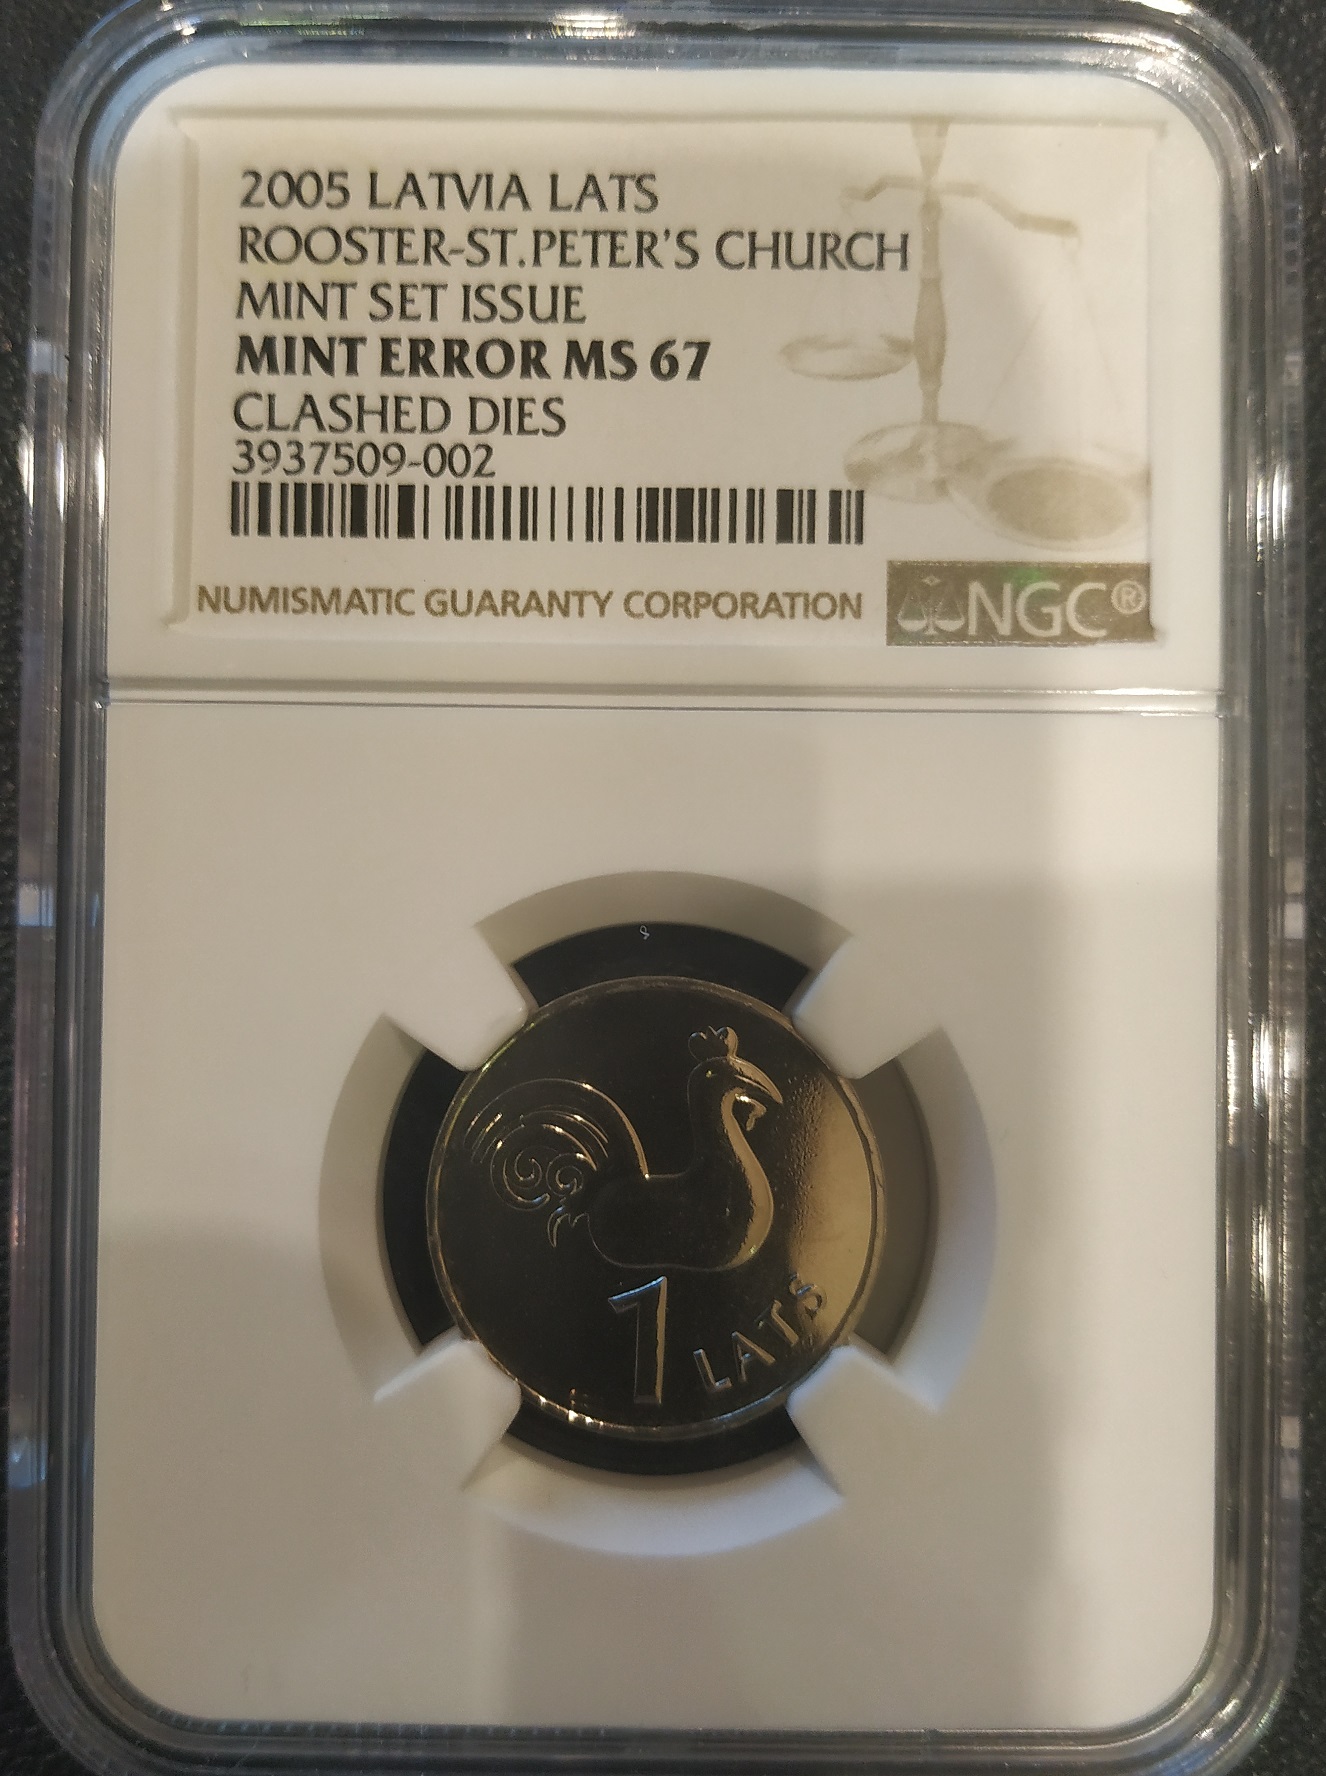 2005 LATVIA LATS
ROOSTER-ST.PETER'S CHURCH
MINT SET ISSUE
MINT ERROR MS 67
CLASHED DIES
3937509-002
NUMISMATIC GUARANTY CORPORATION NGC®
1 LATS